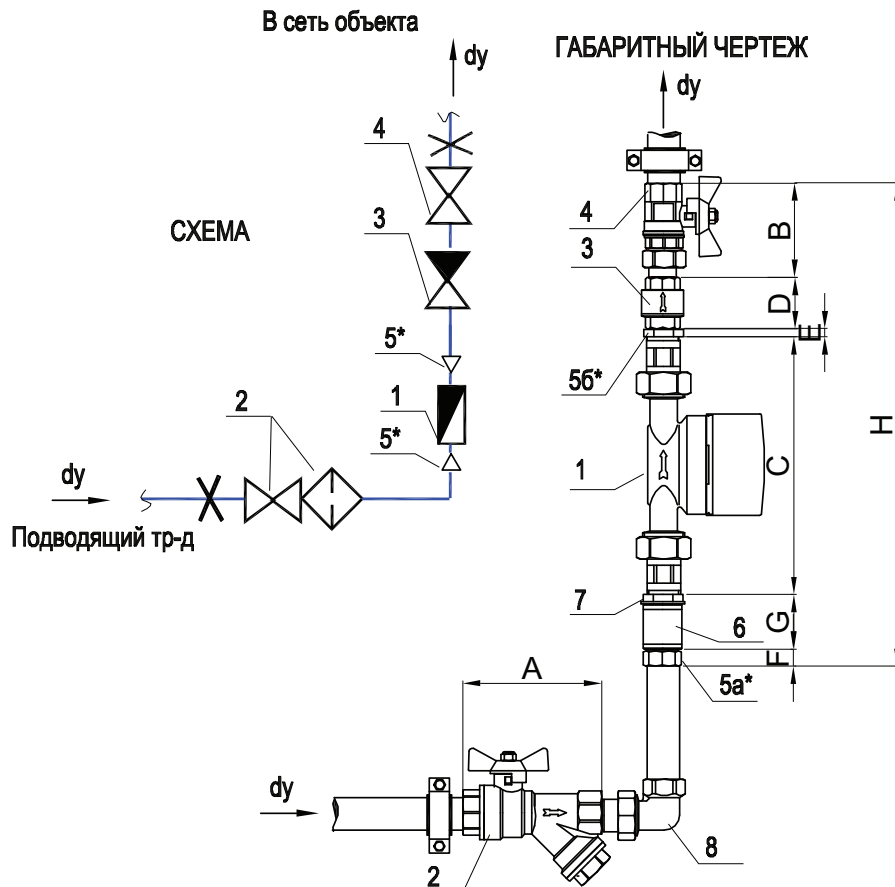 В сеть объекта
dy
ГАБАРИТНЫЙ ЧЕРТЕЖ
dy
4
4
СХЕМА
3
3
B
D
E
5*
5б*
1
2
5*
1
C
H
dy
Подводящий тр-д
7
6
G
F
A
5а*
dy
8
2